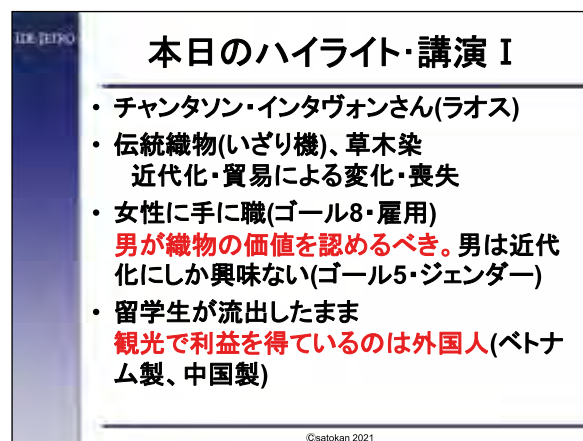 IDE-JETRO
本日のハイライト・講演Ⅰ
・ チャンタソン・インタヴォンさん(ラオス)
・ 伝統織物(いざり機)、草木染
近代化・貿易による変化・喪失
・ 女性に手に職(ゴール8・雇用)
男が織物の価値を認めるべき。男は近代
化にしか興味ない(ゴール5・ジェンダー)
・ 留学生が流出したまま
観光で利益を得ているのは外国人(ベトナ
ム製、中国製)
©satokan 2021